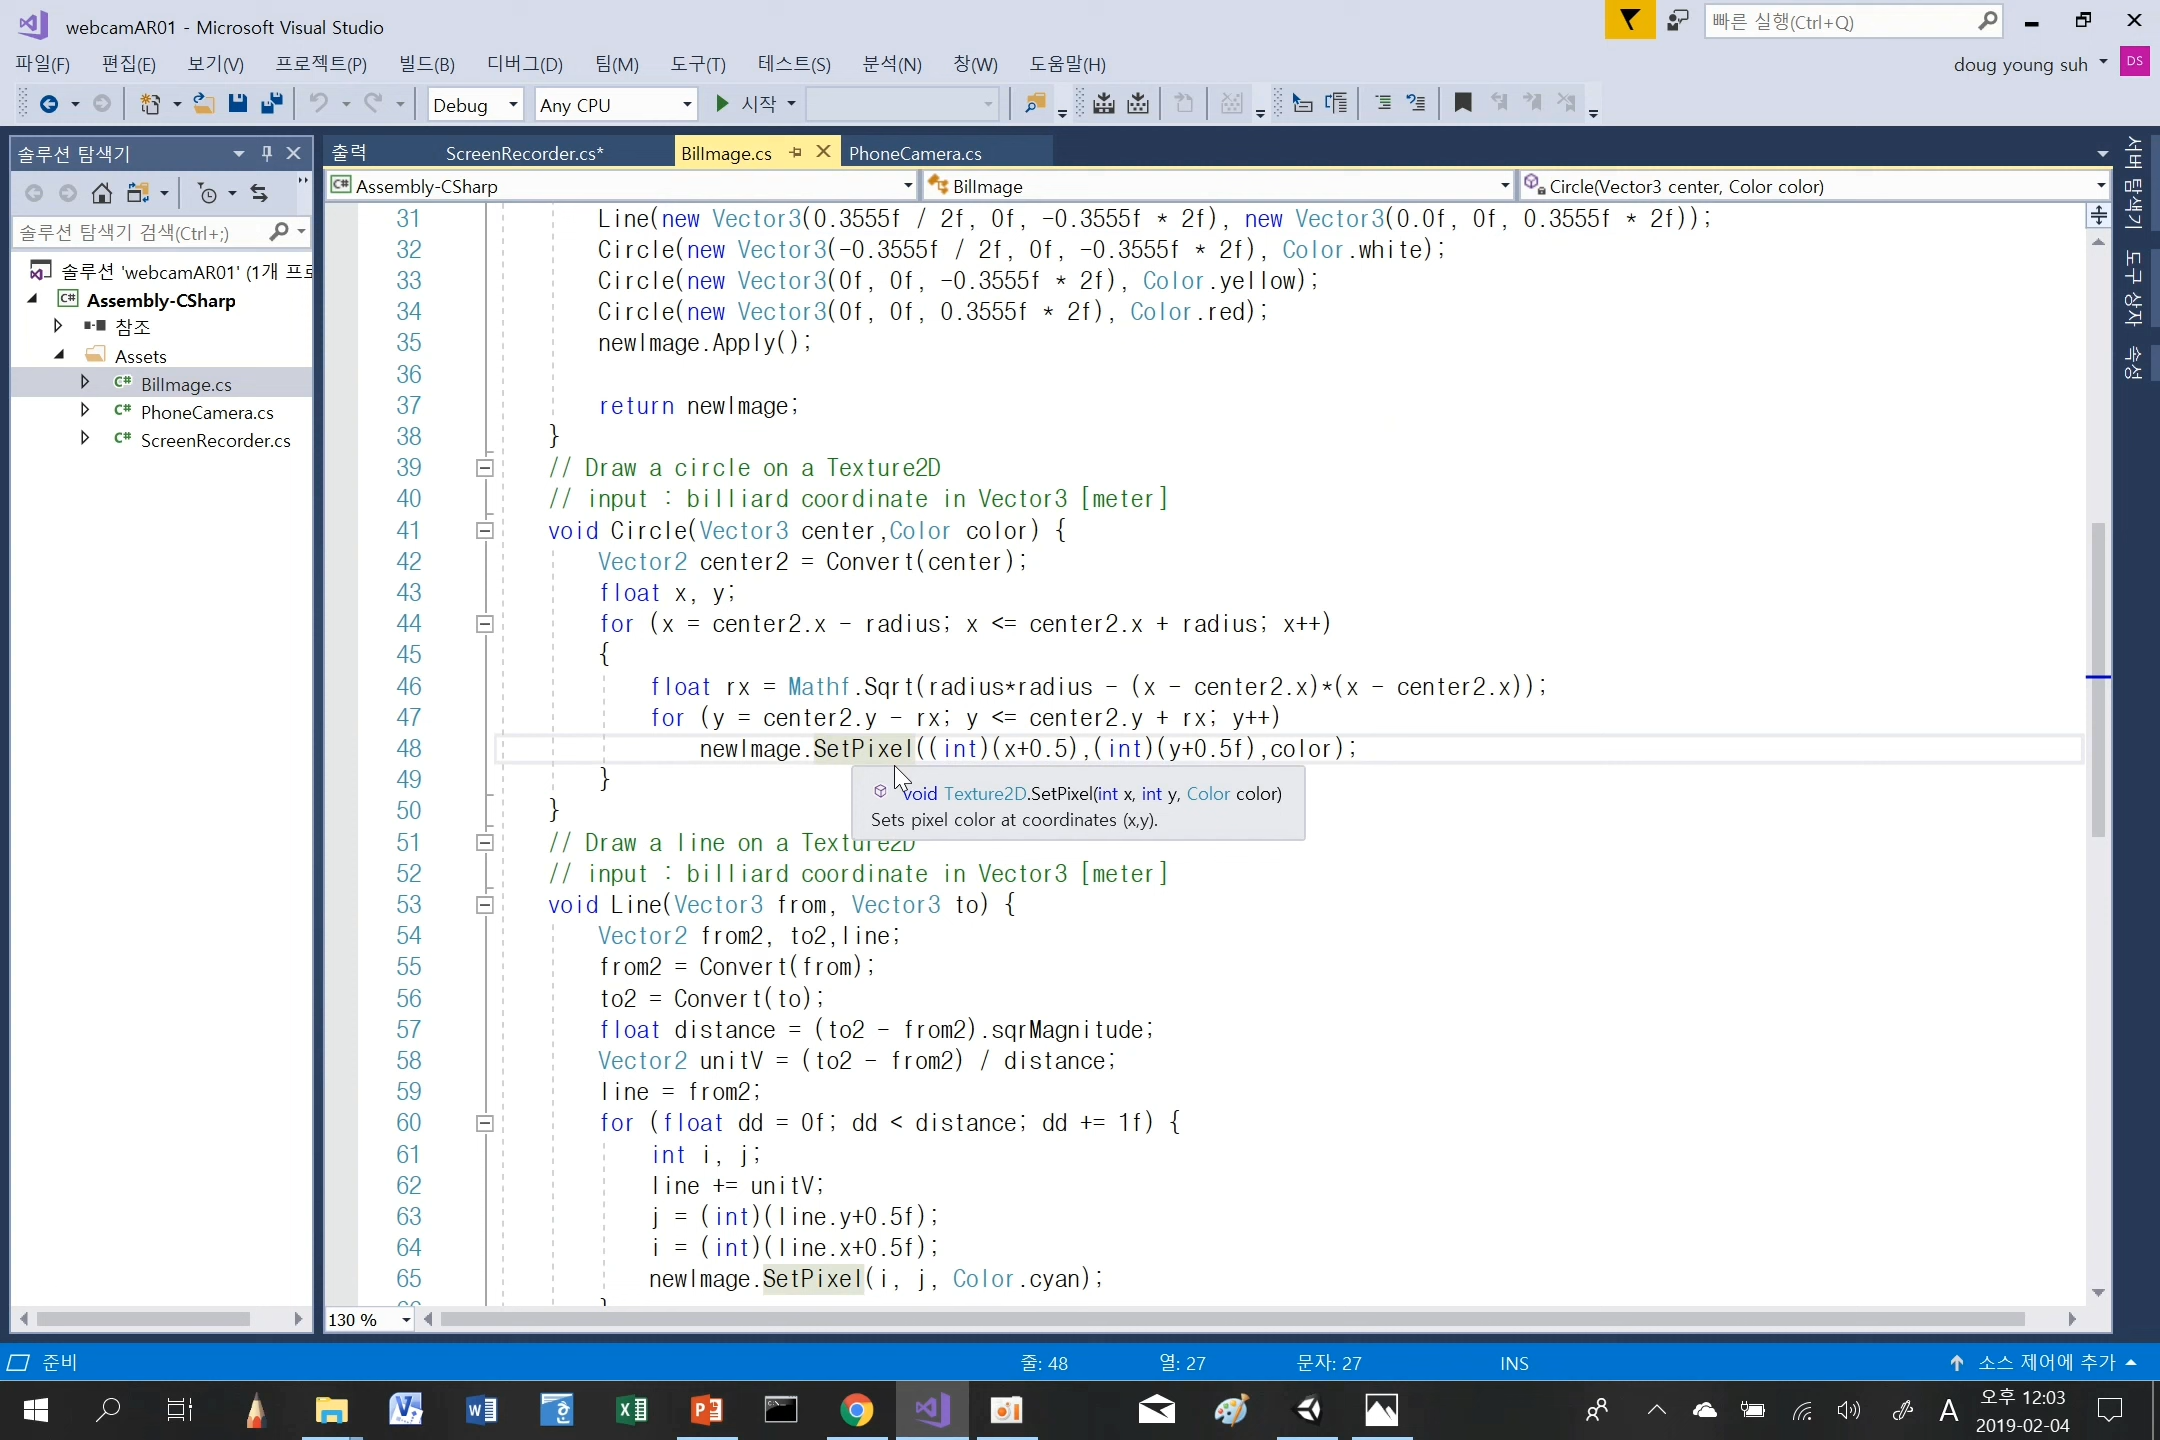 webcamAR01 - Microsoft Visual Studio
빠른 실행(Ctrl+Q)
파일(F) 편집(E) 보기(V) 프로젝트(P) 빌드(B) 디버그(D) 팀(M) 도구(T) 테스트(S) 분석(N) 창(W) 도움말(H)
doug young suh DS
Debug Any CPU 시작
솔루션 탐색기
출력 ScreenRecorder.cs* BilImage.cs PhoneCamera.cs
Assembly-CSharp BilImage Circle(Vector3 center, Color color)
솔루션 탐색기 검색(Ctrl+;)
솔루션 'webcamAR01' (1개 프로
Assembly-CSharp
참조
Assets
BilImage.cs
PhoneCamera.cs
ScreenRecorder.cs
31 Line(new Vector3(0.3555f / 2f, 0f, -0.3555f * 2f), new Vector3(0.0f, 0f, 0.3555f * 2f));
32 Circle(new Vector3(-0.3555f / 2f, 0f, -0.3555f * 2f), Color.white);
33 Circle(new Vector3(0f, 0f, -0.3555f * 2f), Color.yellow);
34 Circle(new Vector3(0f, 0f, 0.3555f * 2f), Color.red);
35 newImage.Apply();
36
37 return newImage;
38 }
39 // Draw a circle on a Texture2D
40 // input : billiard coordinate in Vector3 [meter]
41 void Circle(Vector3 center,Color color) {
42 Vector2 center2 = Convert(center);
43 float x, y;
44 for (x = center2.x - radius; x <= center2.x + radius; x++)
45 {
46 float rx = Mathf.Sqrt(radius*radius - (x - center2.x)*(x - center2.x));
47 for (y = center2.y - rx; y <= center2.y + rx; y++)
48 newImage.SetPixel((int)(x+0.5),(int)(y+0.5f),color);
49 }
void Texture2D.SetPixel(int x, int y, Color color)
Sets pixel color at coordinates (x,y).
50 }
51 // Draw a line on a Texture2D
52 // input : billiard coordinate in Vector3 [meter]
53 void Line(Vector3 from, Vector3 to) {
54 Vector2 from2, to2,line;
55 from2 = Convert(from);
56 to2 = Convert(to);
57 float distance = (to2 - from2).sqrMagnitude;
58 Vector2 unitV = (to2 - from2) / distance;
59 line = from2;
60 for (float dd = 0f; dd < distance; dd += 1f) {
61 int i, j;
62 line += unitV;
63 j = (int)(line.y+0.5f);
64 i = (int)(line.x+0.5f);
65 newImage.SetPixel(i, j, Color.cyan);
66 }
서버 탐색기
도구 상자
속성
130 %
준비 줄: 48 열: 27 문자: 27 INS 소스 제어에 추가
A 오후 12:03
2019-02-04